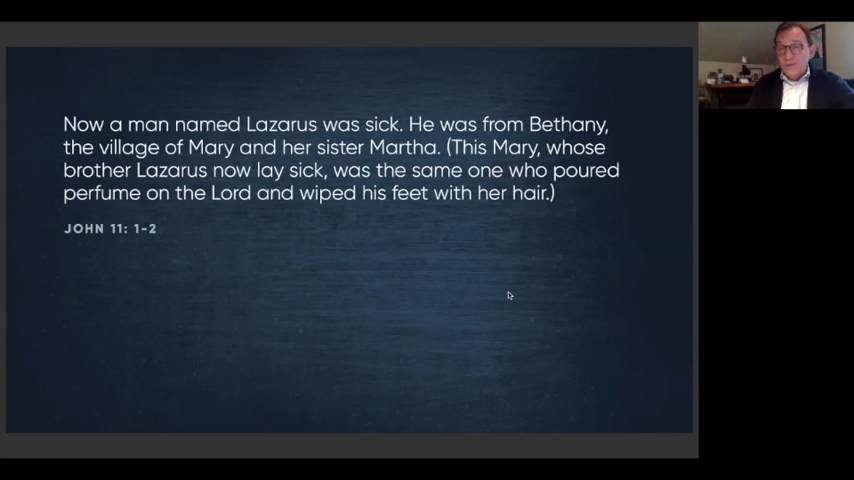 Now a man named Lazarus was sick. He was from Bethany,
the village of Mary and her sister Martha. (This Mary, whose
brother Lazarus now lay sick, was the same one who poured
perfume on the Lord and wiped his feet with her hair.)
JOHN 11: 1-2